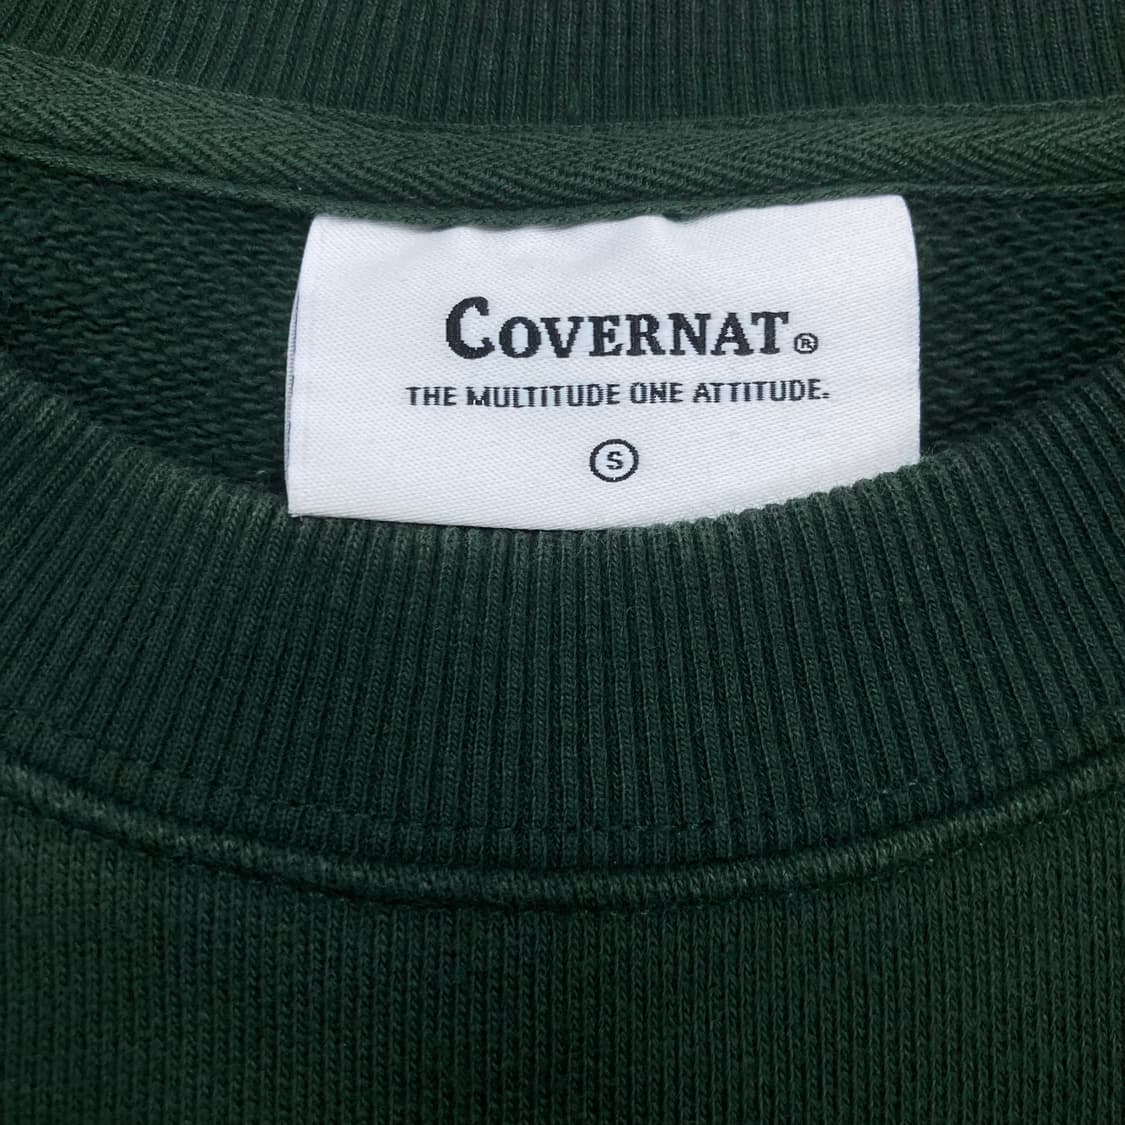 COVERNAT®
THE MULTITUDE ONE ATTITUDE.
S